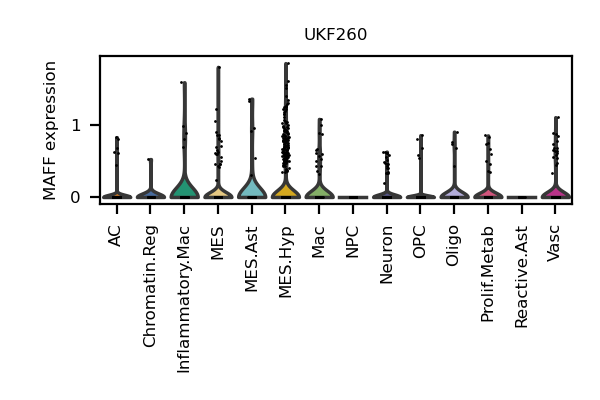 UKF260
MAFF expression
1
0
AC
Chromatin.Reg
Inflammatory.Mac
MES
MES.Ast
MES.Hyp
Mac
NPC
Neuron
OPC
Oligo
Prolif.Metab
Reactive.Ast
Vasc